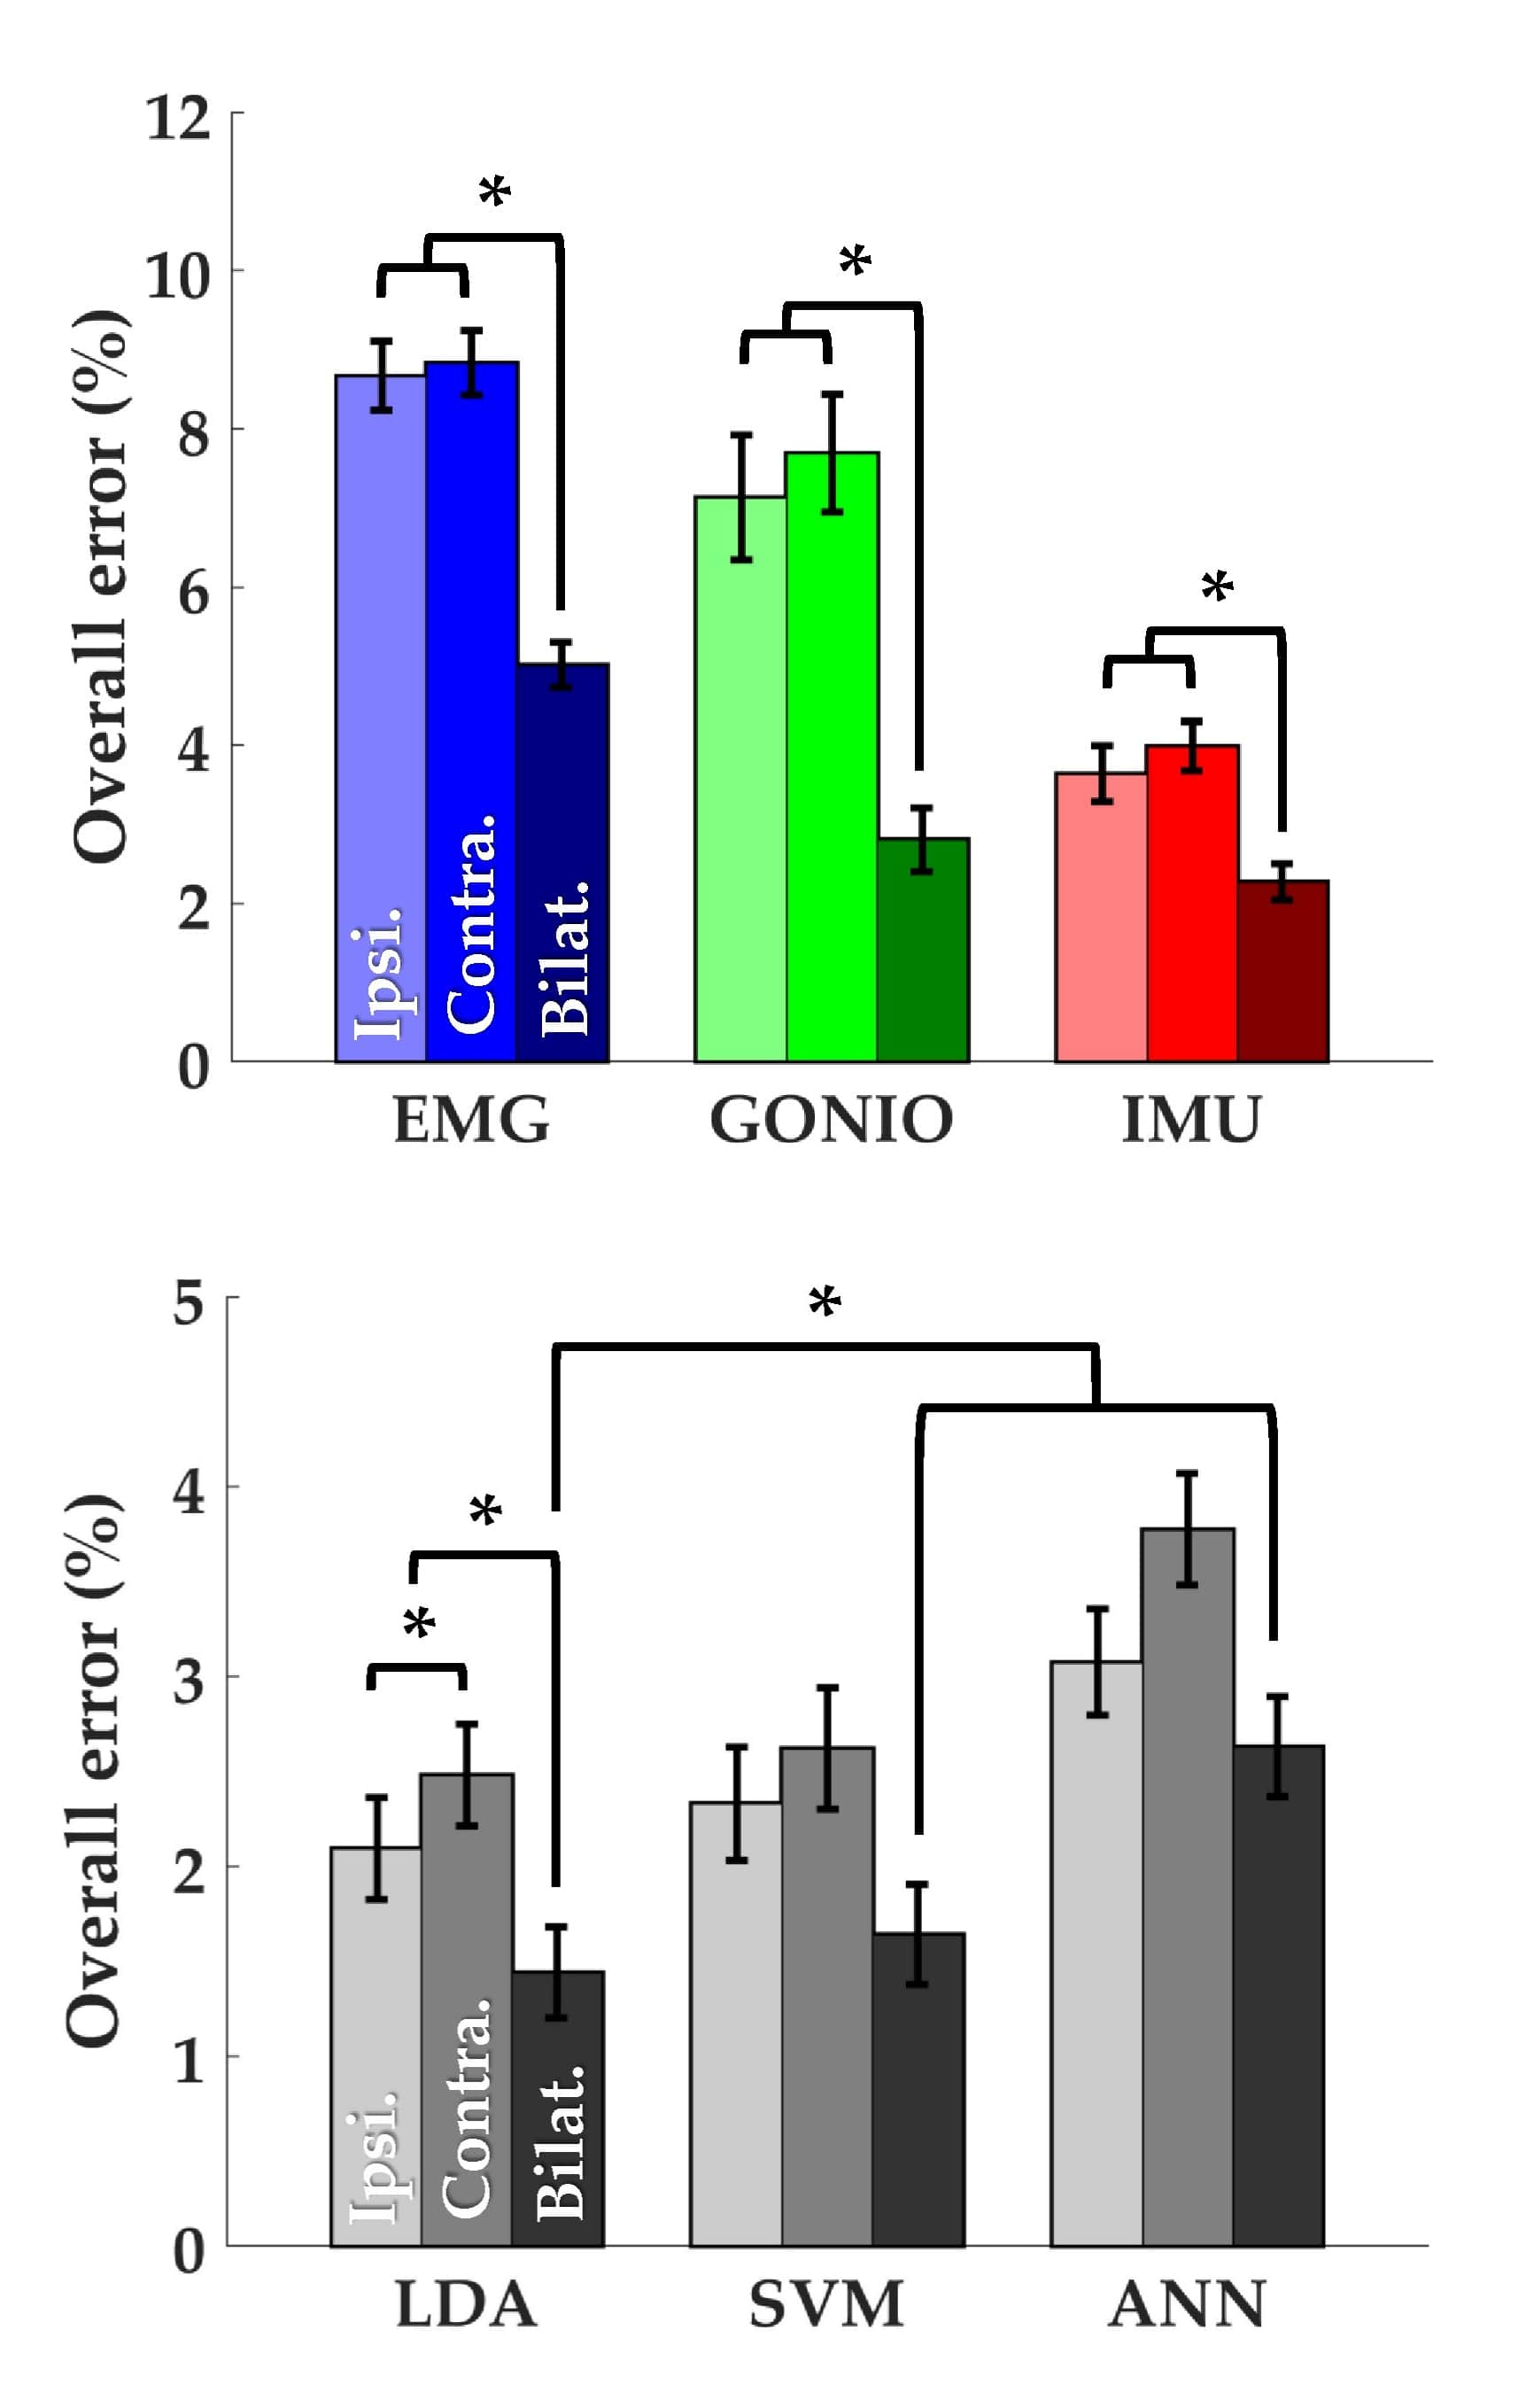 12
10
8
6
4
2
0
Overall error (%)
*
*
*
Ipsi.
Contra.
Bilat.
EMG
GONIO
IMU
5
4
3
2
1
0
Overall error (%)
*
*
*
Ipsi.
Contra.
Bilat.
LDA
SVM
ANN